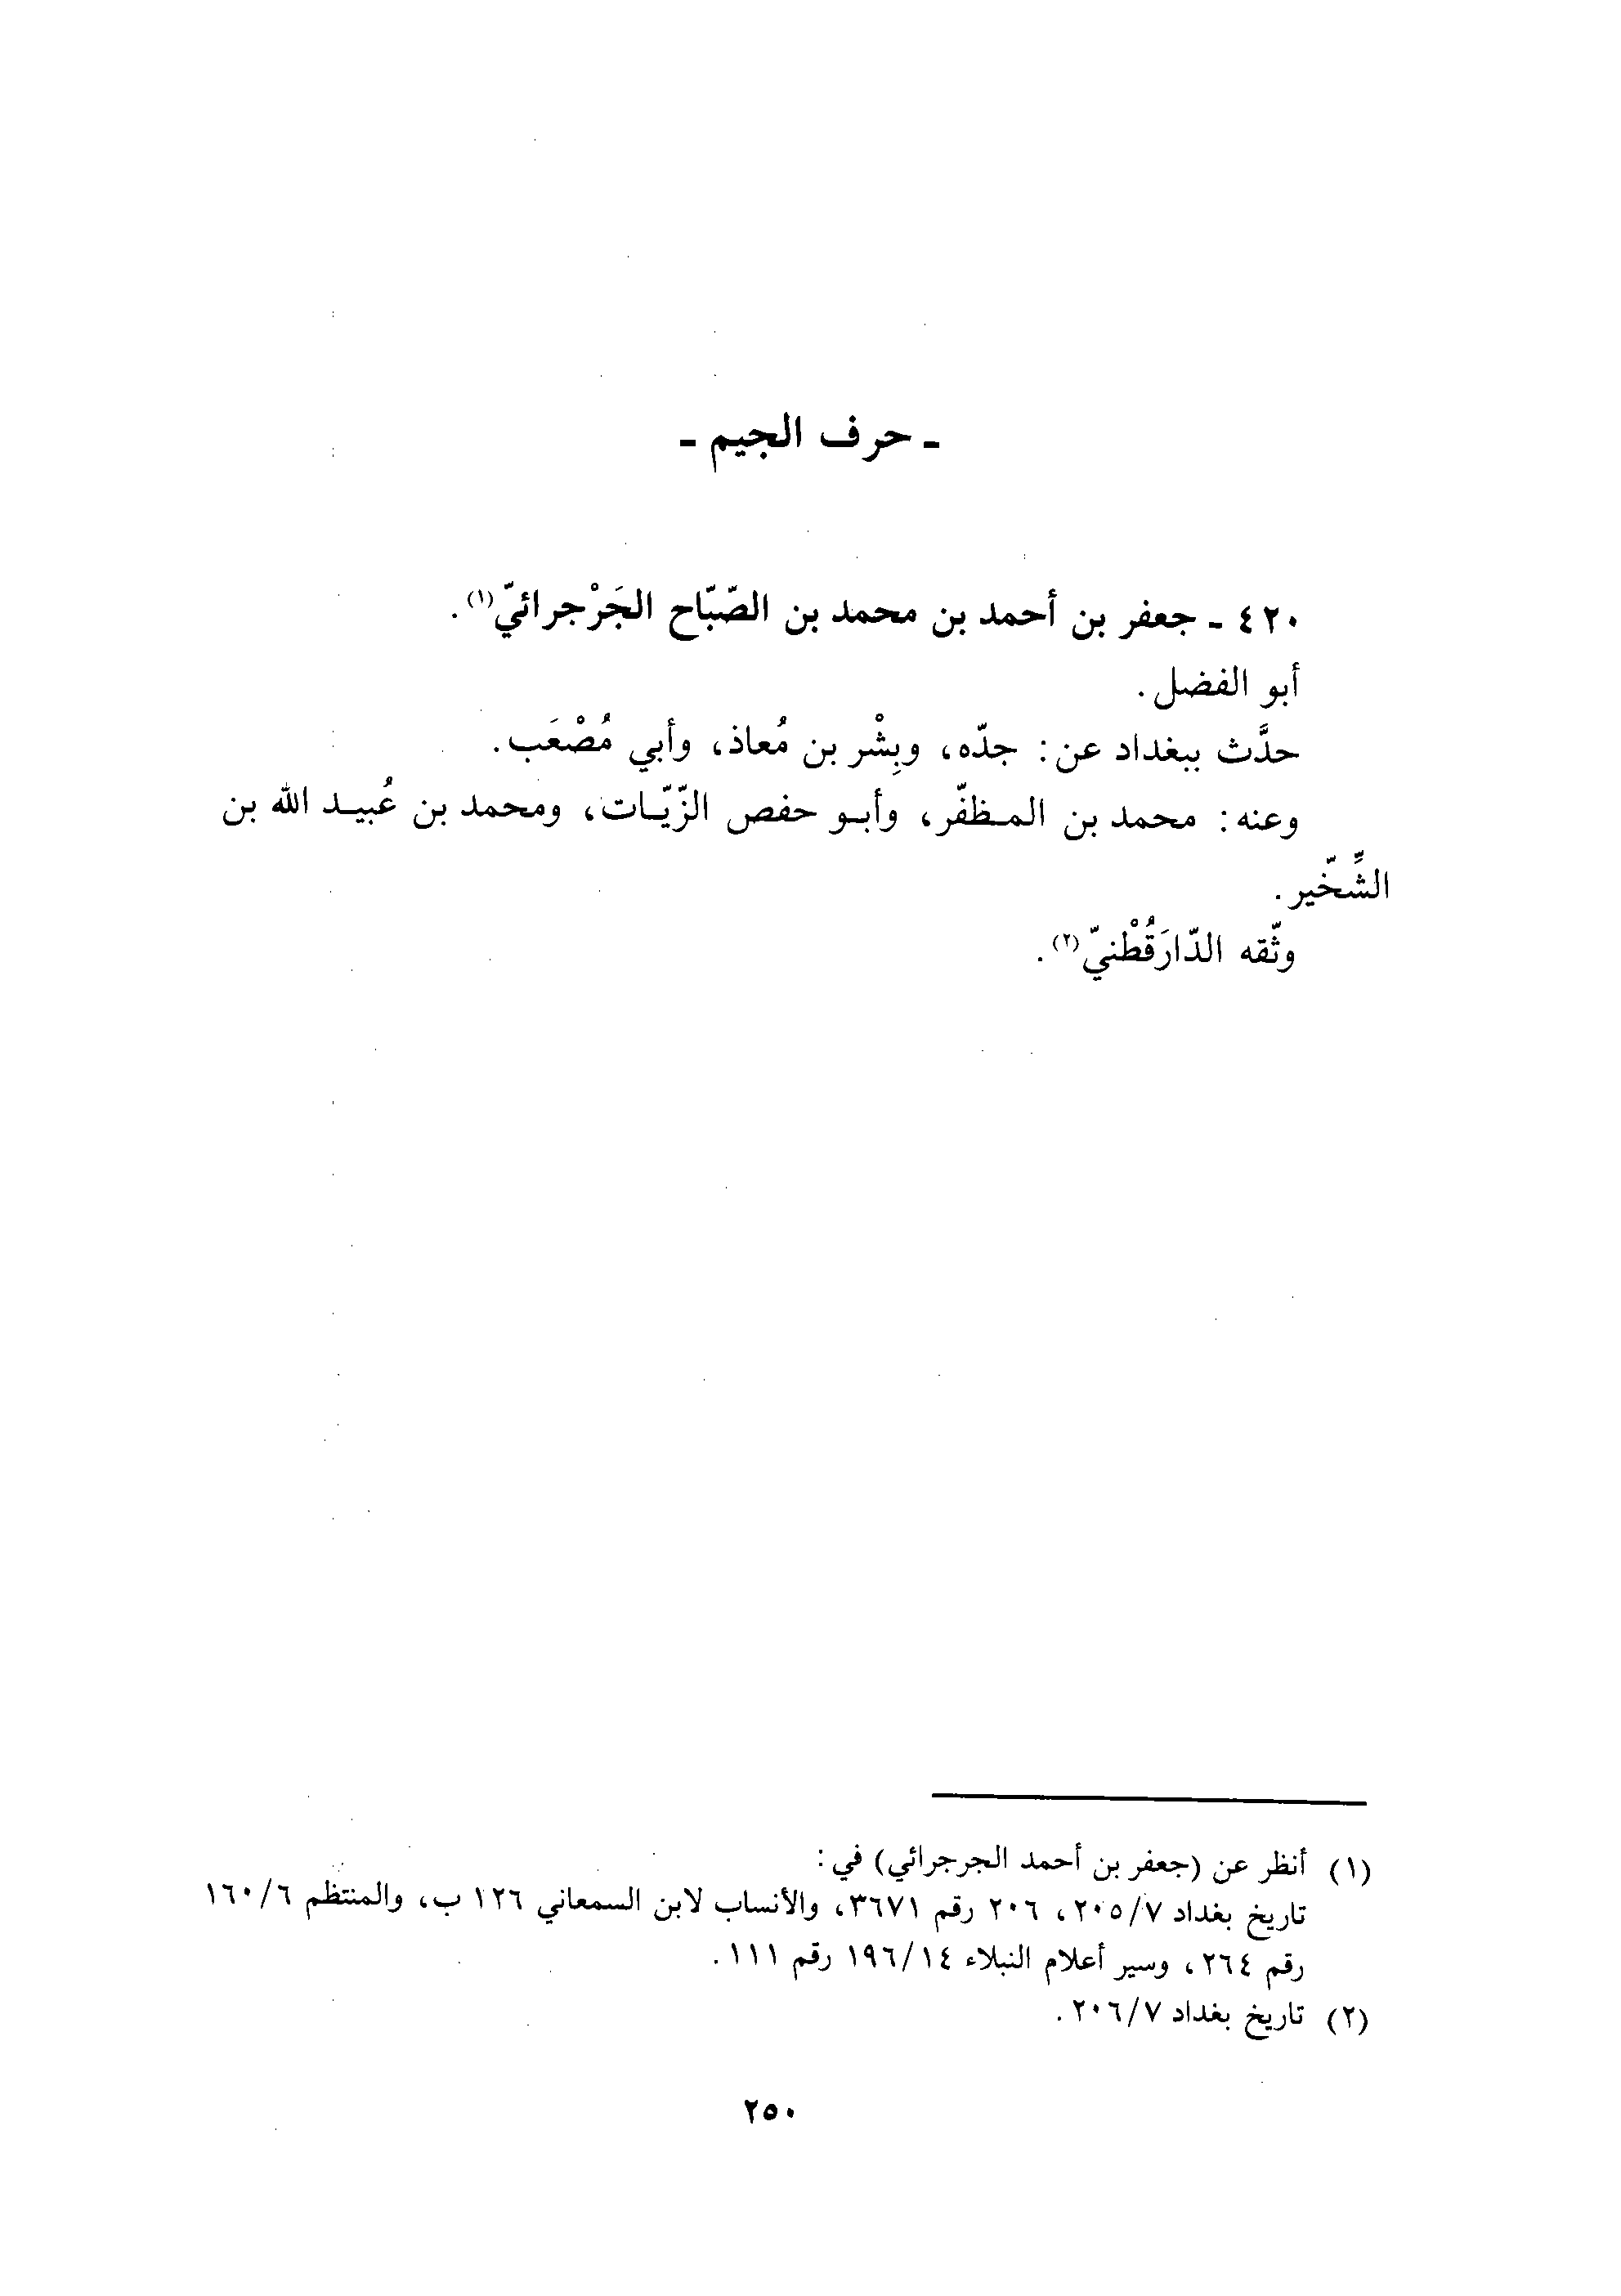 - حرف الجيم -
٤٢٠ - جعفر بن أحمد بن محمد بن الصّبّاح الجَرْجرائيّ(١).
أبو الفضل.
حدَّث ببغداد عن: جدّه، وبِشْر بن مُعاذ، وأبي مُصْعَب.
وعنه: محمد بن المظفّر، وأبو حفص الزّيّات، ومحمد بن عُبيد الله بن
الشِّخّير.
وثّقه الدّارَقُطْنيّ(٢).
(١) أنظر عن (جعفر بن أحمد الجرجرائي) في:
تاريخ بغداد ٢٠٥/٧، ٢٠٦ رقم ٣٦٧١، والأنساب لابن السمعاني ١٢٦ ب، والمنتظم ١٦٠/٦
رقم ٢٦٤، وسير أعلام النبلاء ١٩٦/١٤ رقم ١١١.
(٢) تاريخ بغداد ٢٠٦/٧.
٢٥٠